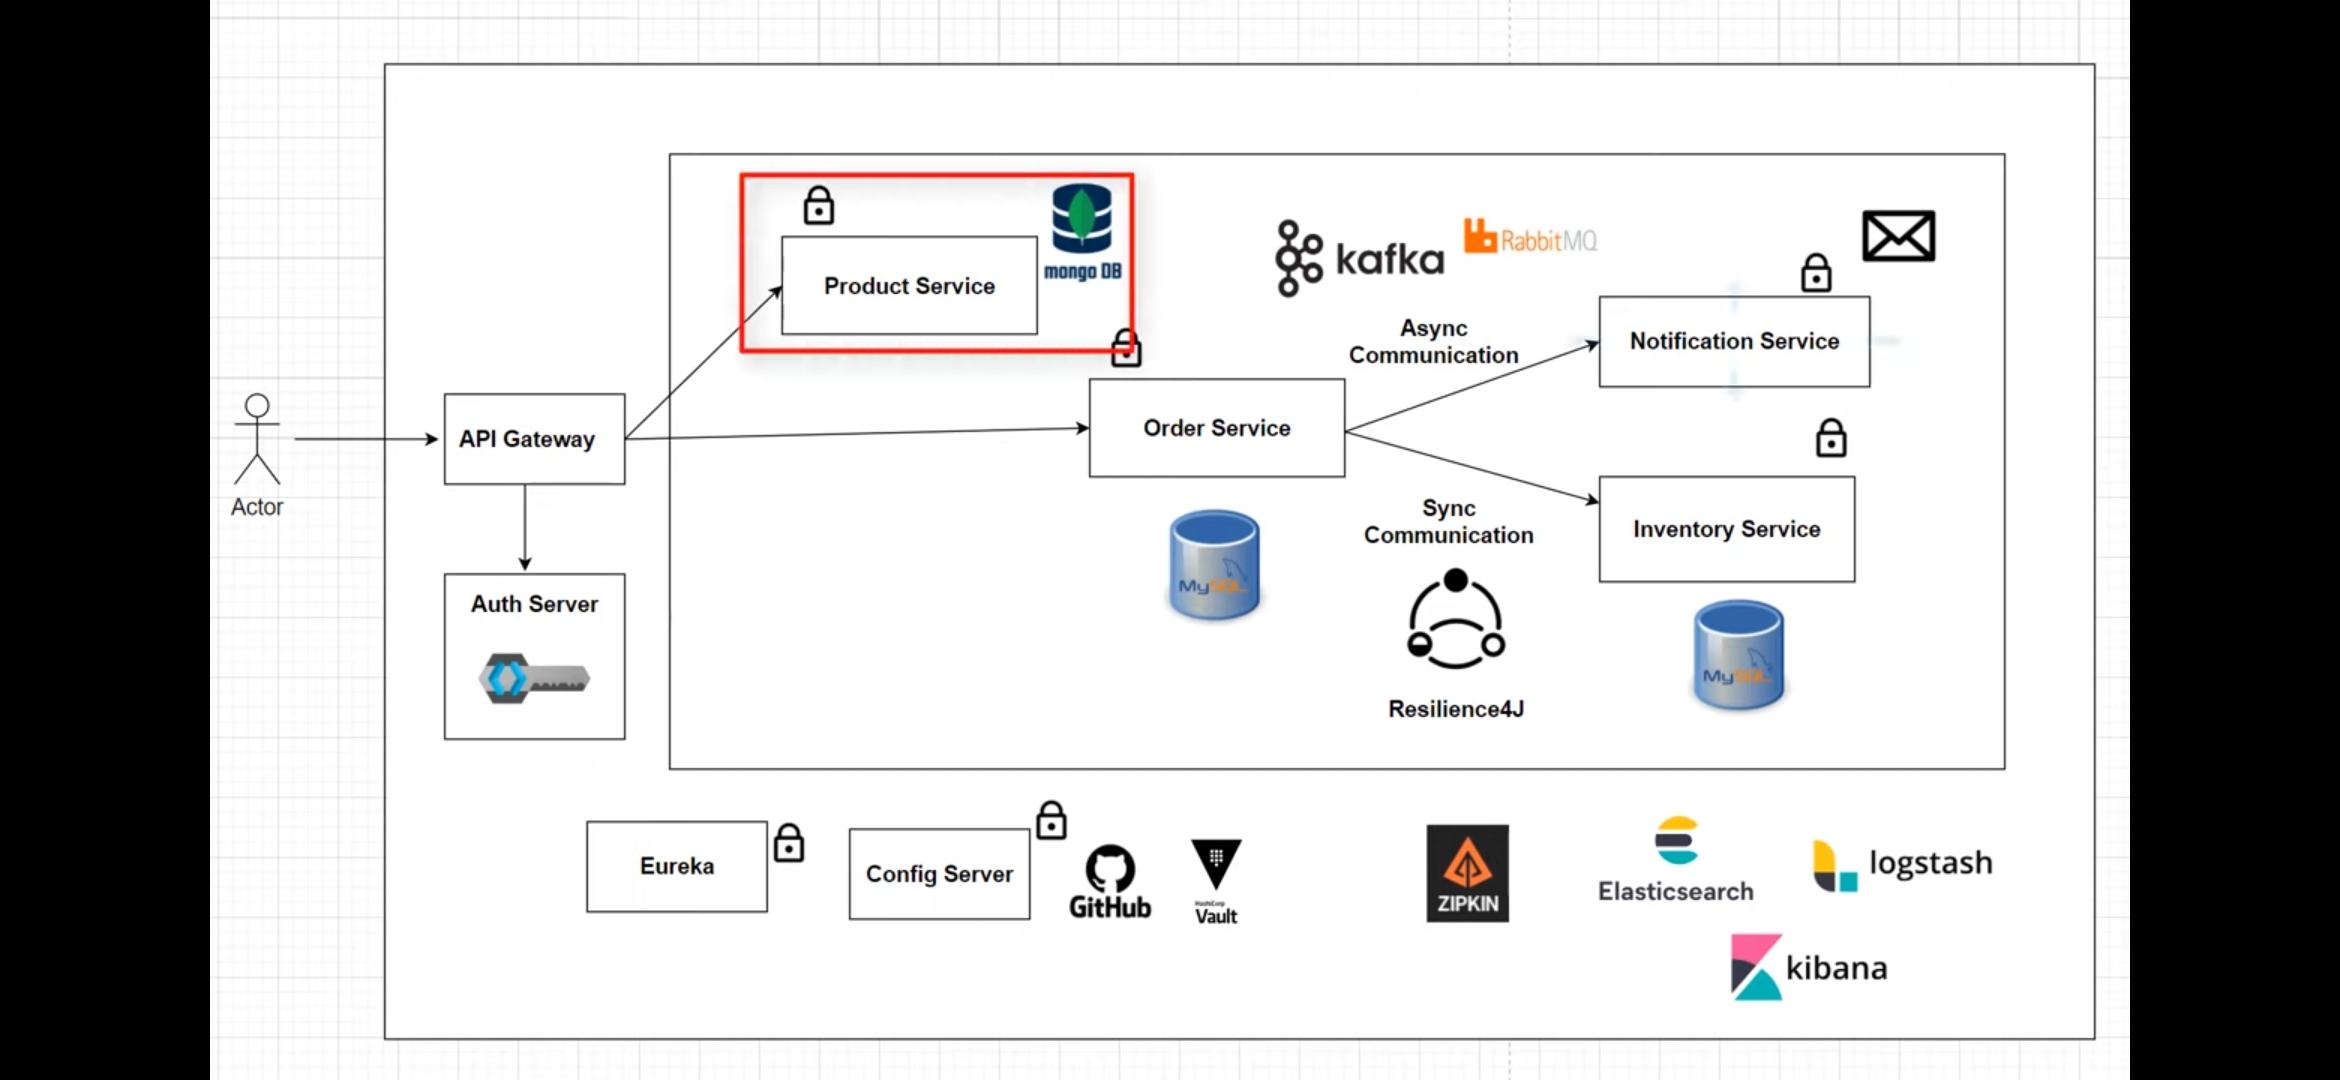 mongo DB
Product Service
kafka
RabbitMQ
Async
Communication
Notification Service
Actor
API Gateway
Order Service
Sync
Communication
Inventory Service
MySQL
Auth Server
MySQL
Resilience4J
Eureka
Config Server
GitHub
HashiCorp
Vault
ZIPKIN
Elasticsearch
logstash
kibana